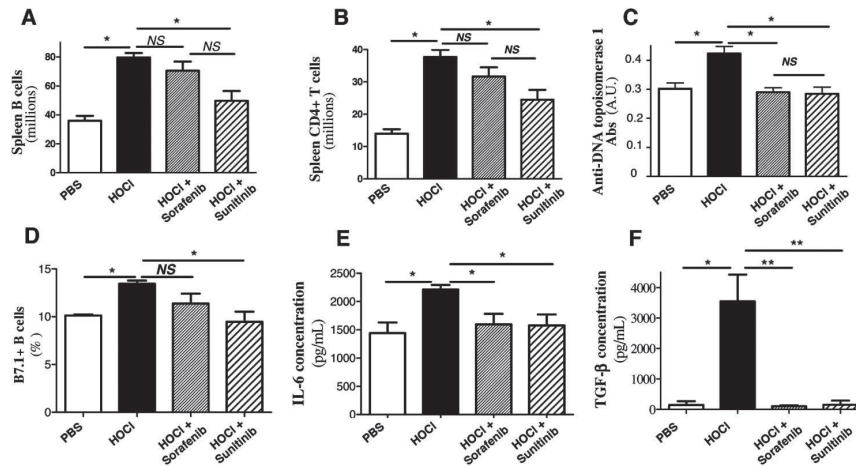 A
Spleen B cells
(millions)
100
80
60
40
20
0
* NS NS *
PBS
HOCl
HOCl +
Sorafenib
HOCl +
Sunitinib
B
Spleen CD4+ T cells
(millions)
40
30
20
10
0
* NS NS *
PBS
HOCl
HOCl +
Sorafenib
HOCl +
Sunitinib
C
Anti-DNA topoisomerase 1
Abs (A.U.)
0.4
0.3
0.2
0.1
0
* * NS *
PBS
HOCl
HOCl +
Sorafenib
HOCl +
Sunitinib
D
B7.1+ B cells
(%)
15
10
5
0
* NS *
PBS
HOCl
HOCl +
Sorafenib
HOCl +
Sunitinib
E
IL-6 concentration
(pg/mL)
2500
2000
1500
1000
500
0
* * *
PBS
HOCl
HOCl +
Sorafenib
HOCl +
Sunitinib
F
TGF-β concentration
(pg/mL)
4000
3000
2000
1000
0
* ** **
PBS
HOCl
HOCl +
Sorafenib
HOCl +
Sunitinib